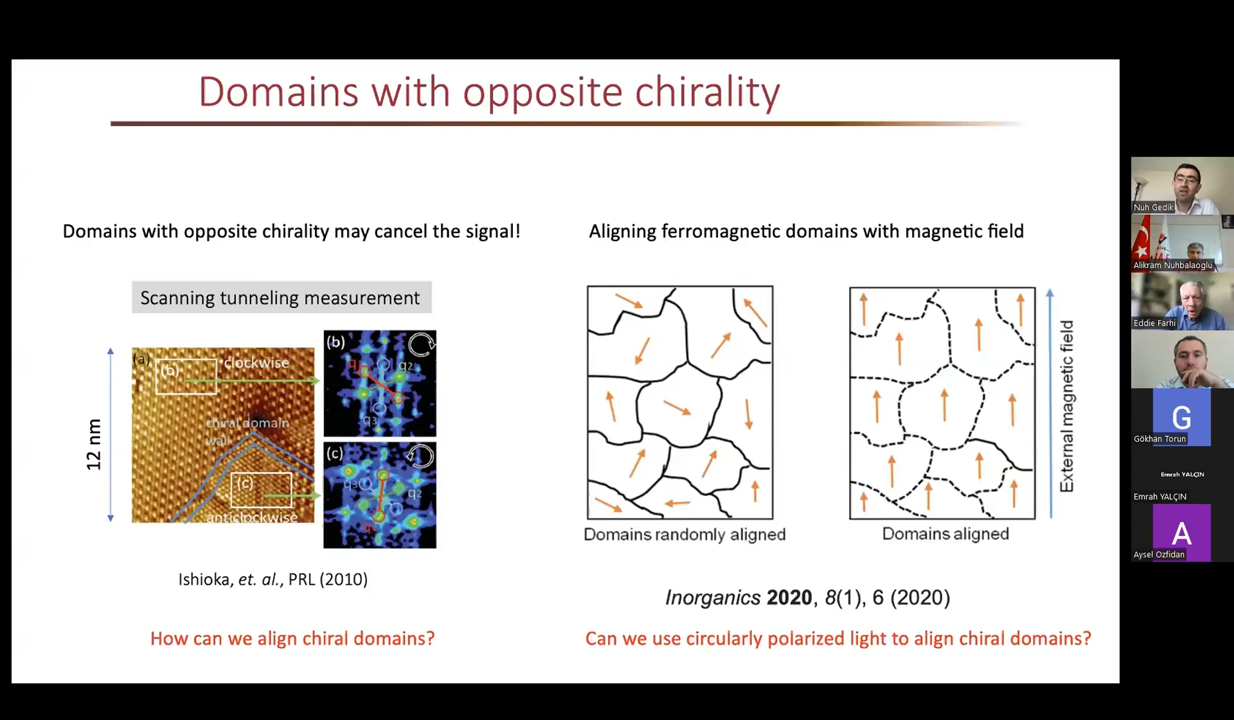 Domains with opposite chirality
Domains with opposite chirality may cancel the signal!
Scanning tunneling measurement
12 nm
(a)
(b)
clockwise
chiral domain
wall
(c)
anticlockwise
(b)
q1
q2
q3
(c)
q3
q2
Ishioka, et. al., PRL (2010)
How can we align chiral domains?
Aligning ferromagnetic domains with magnetic field
Domains randomly aligned
Domains aligned
External magnetic field
Inorganics 2020, 8(1), 6 (2020)
Can we use circularly polarized light to align chiral domains?
Nuh Gedik
Alikram Nuhbalaoglu
Eddie Farhi
G
Gökhan Torun
Emrah YALÇIN
Emrah YALÇIN
A
Aysel Ozfidan